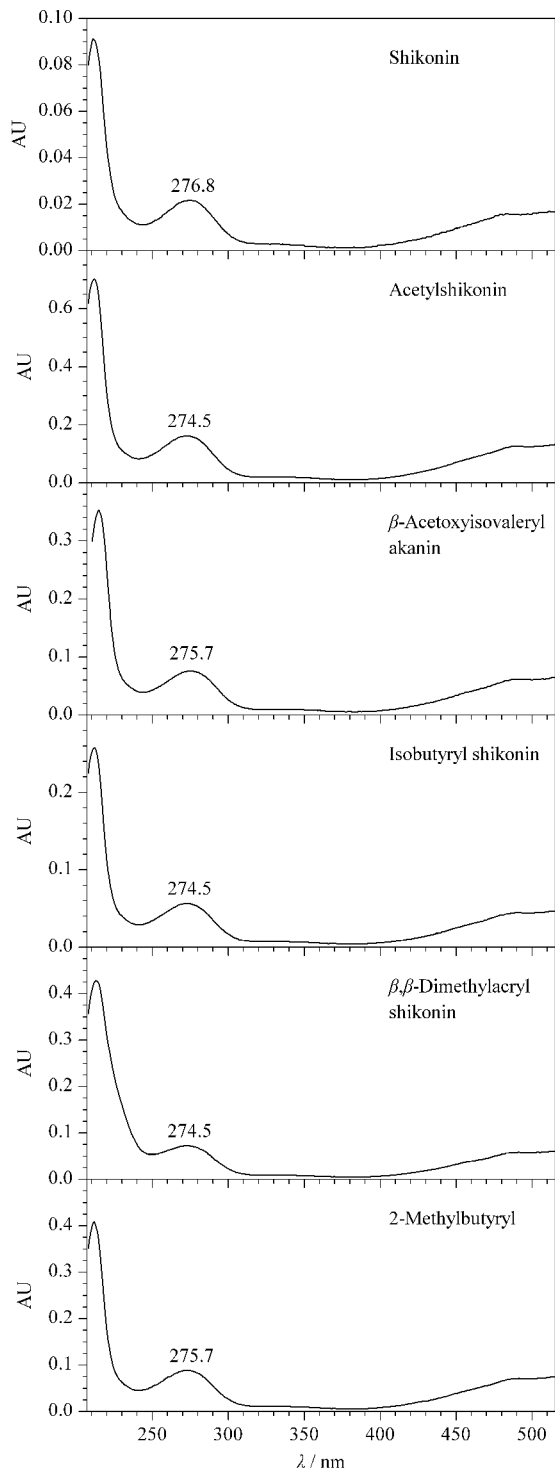 0.10
Shikonin
0.08
0.06
AU
0.04
276.8
0.02
0.00
Acetylshikonin
0.6
AU
0.4
274.5
0.2
0.0
β-Acetoxyisovaleryl
akanin
0.3
AU
0.2
275.7
0.1
0.0
Isobutyryl shikonin
0.2
AU
0.1
274.5
0.0
β,β-Dimethylacryl
shikonin
0.4
0.3
AU
0.2
274.5
0.1
0.0
2-Methylbutyryl
0.4
0.3
AU
0.2
275.7
0.1
0.0
250 300 350 400 450 500
λ / nm